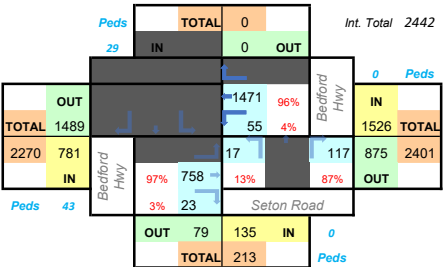 Peds TOTAL 0 Int. Total 2442
29 IN 0 OUT
0 Peds
OUT 1471 96% Bedford Hwy IN
TOTAL 1489 55 4% 1526 TOTAL
2270 781 17 117 875 2401
IN Bedford Hwy 97% 758 13% 87% OUT
Peds 43 3% 23 Seton Road
OUT 79 135 IN 0
TOTAL 213 Peds